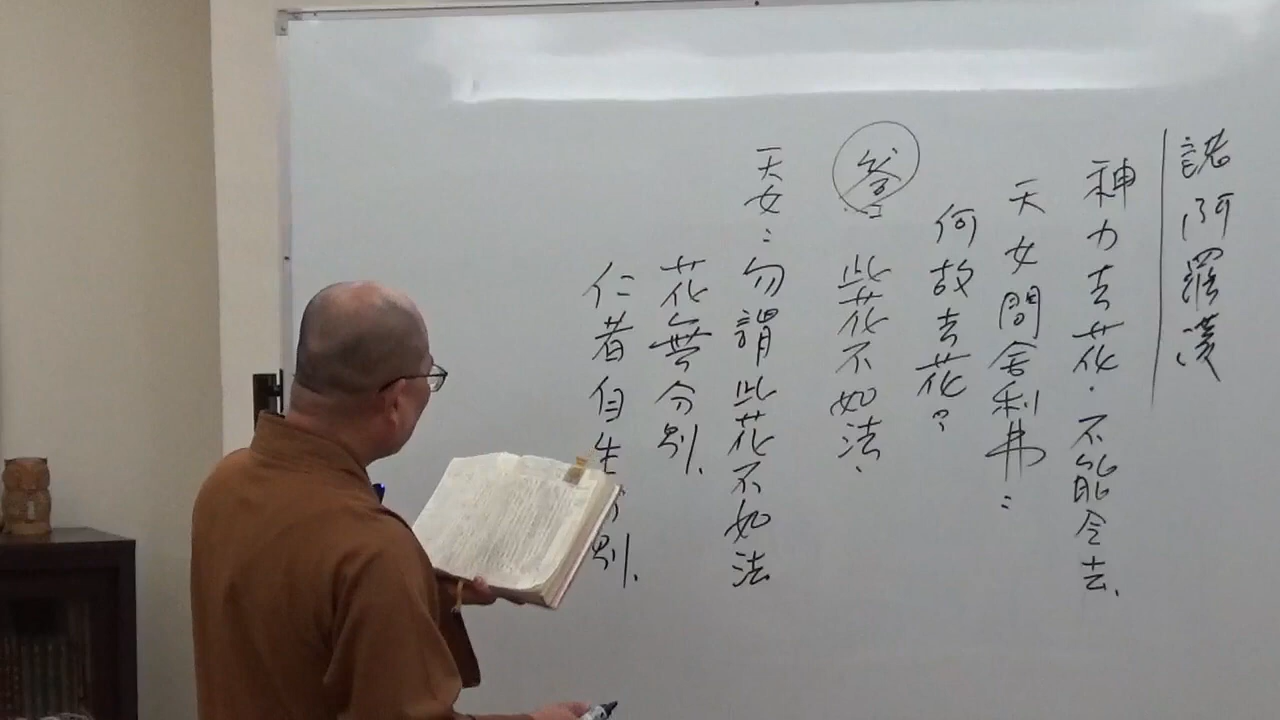 諸阿羅漢
神力去花.不能令去.
天女問舍利弗:
何故去花?
答 此花不如法.
天女:勿謂此花不如法
花無分別.
仁者自生分別.